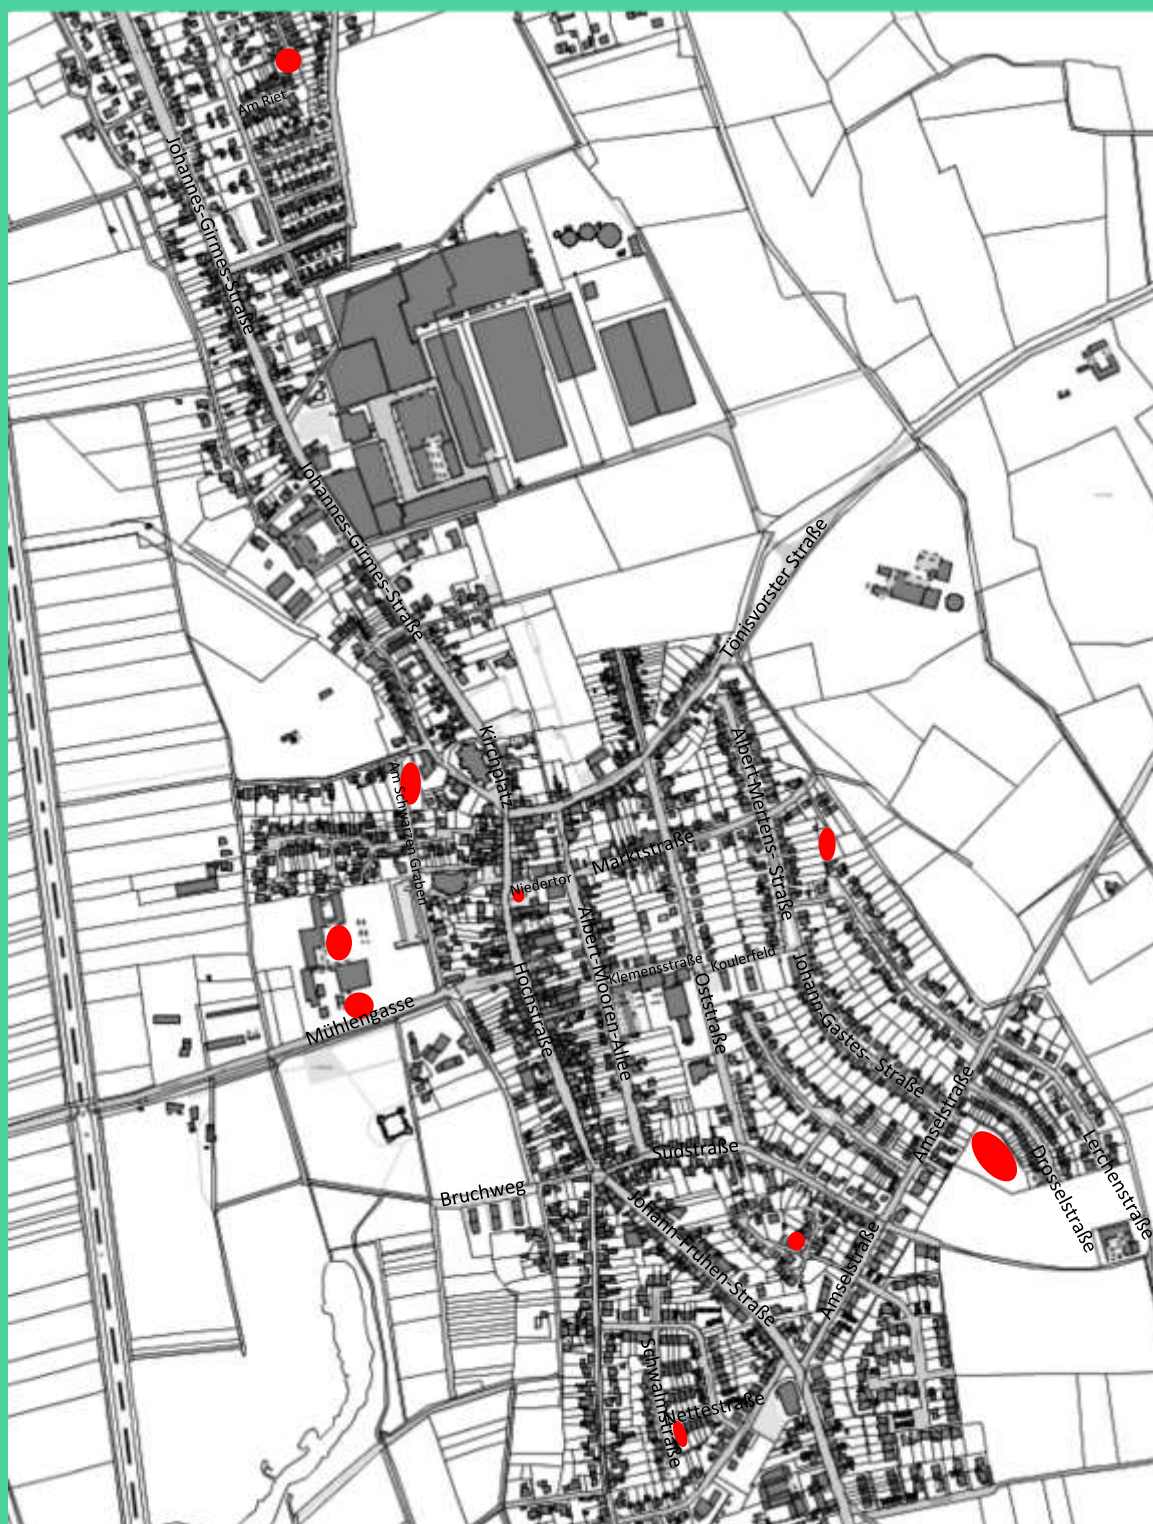 Am Riet
Johannes-Girmes-Straße
Johannes-Girmes-Straße
Tönisvorster Straße
Kirchplatz
Albert-Mertens- Straße
Am Schwarzen Graben
Marktstraße
Niedertor
Albert-Mooren-Allee
Klemensstraße
Koulerfeld
Hochstraße
Oststraße
Johann-Gastes- Straße
Mühlengasse
Amselstraße
Südstraße
Drosselstraße
Lerchenstraße
Bruchweg
Johann-Fruhen-Straße
Amselstraße
Schwalmstraße
Nettestraße